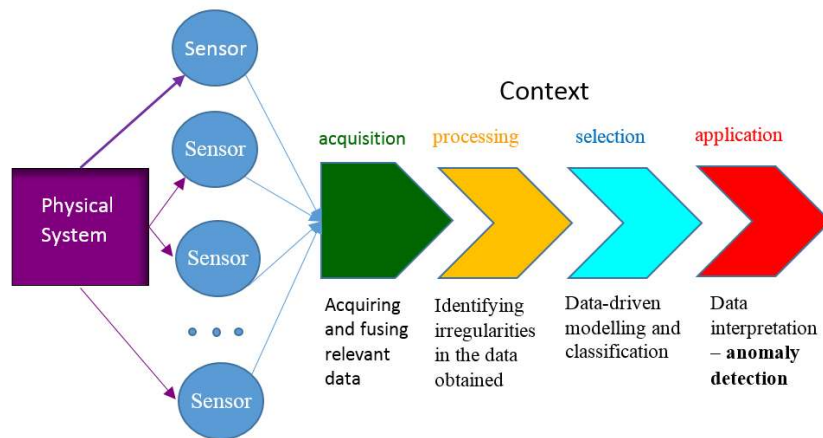 Sensor
Sensor
Physical
System
Sensor
Sensor
Context
acquisition
processing
selection
application
Acquiring
and fusing
relevant
data
Identifying
irregularities
in the data
obtained
Data-driven
modelling and
classification
Data
interpretation
– anomaly
detection